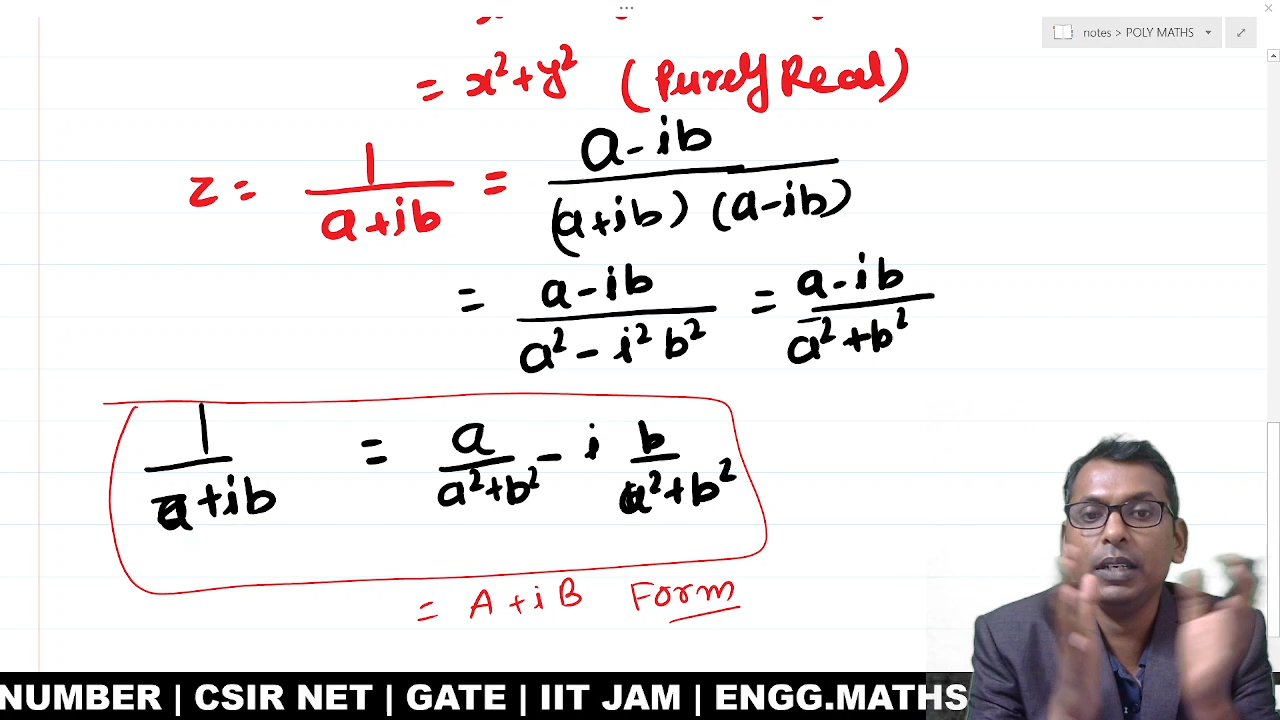 notes > POLY MATHS
= x²+y² (Purely Real)
z = 1/(a+ib) = (a-ib)/((a+ib)(a-ib))
= (a-ib)/(a²-i²b²) = (a-ib)/(a²+b²)
1/(a+ib) = a/(a²+b²) - i b/(a²+b²)
= A+iB Form
NUMBER | CSIR NET | GATE | IIT JAM | ENGG.MATHS